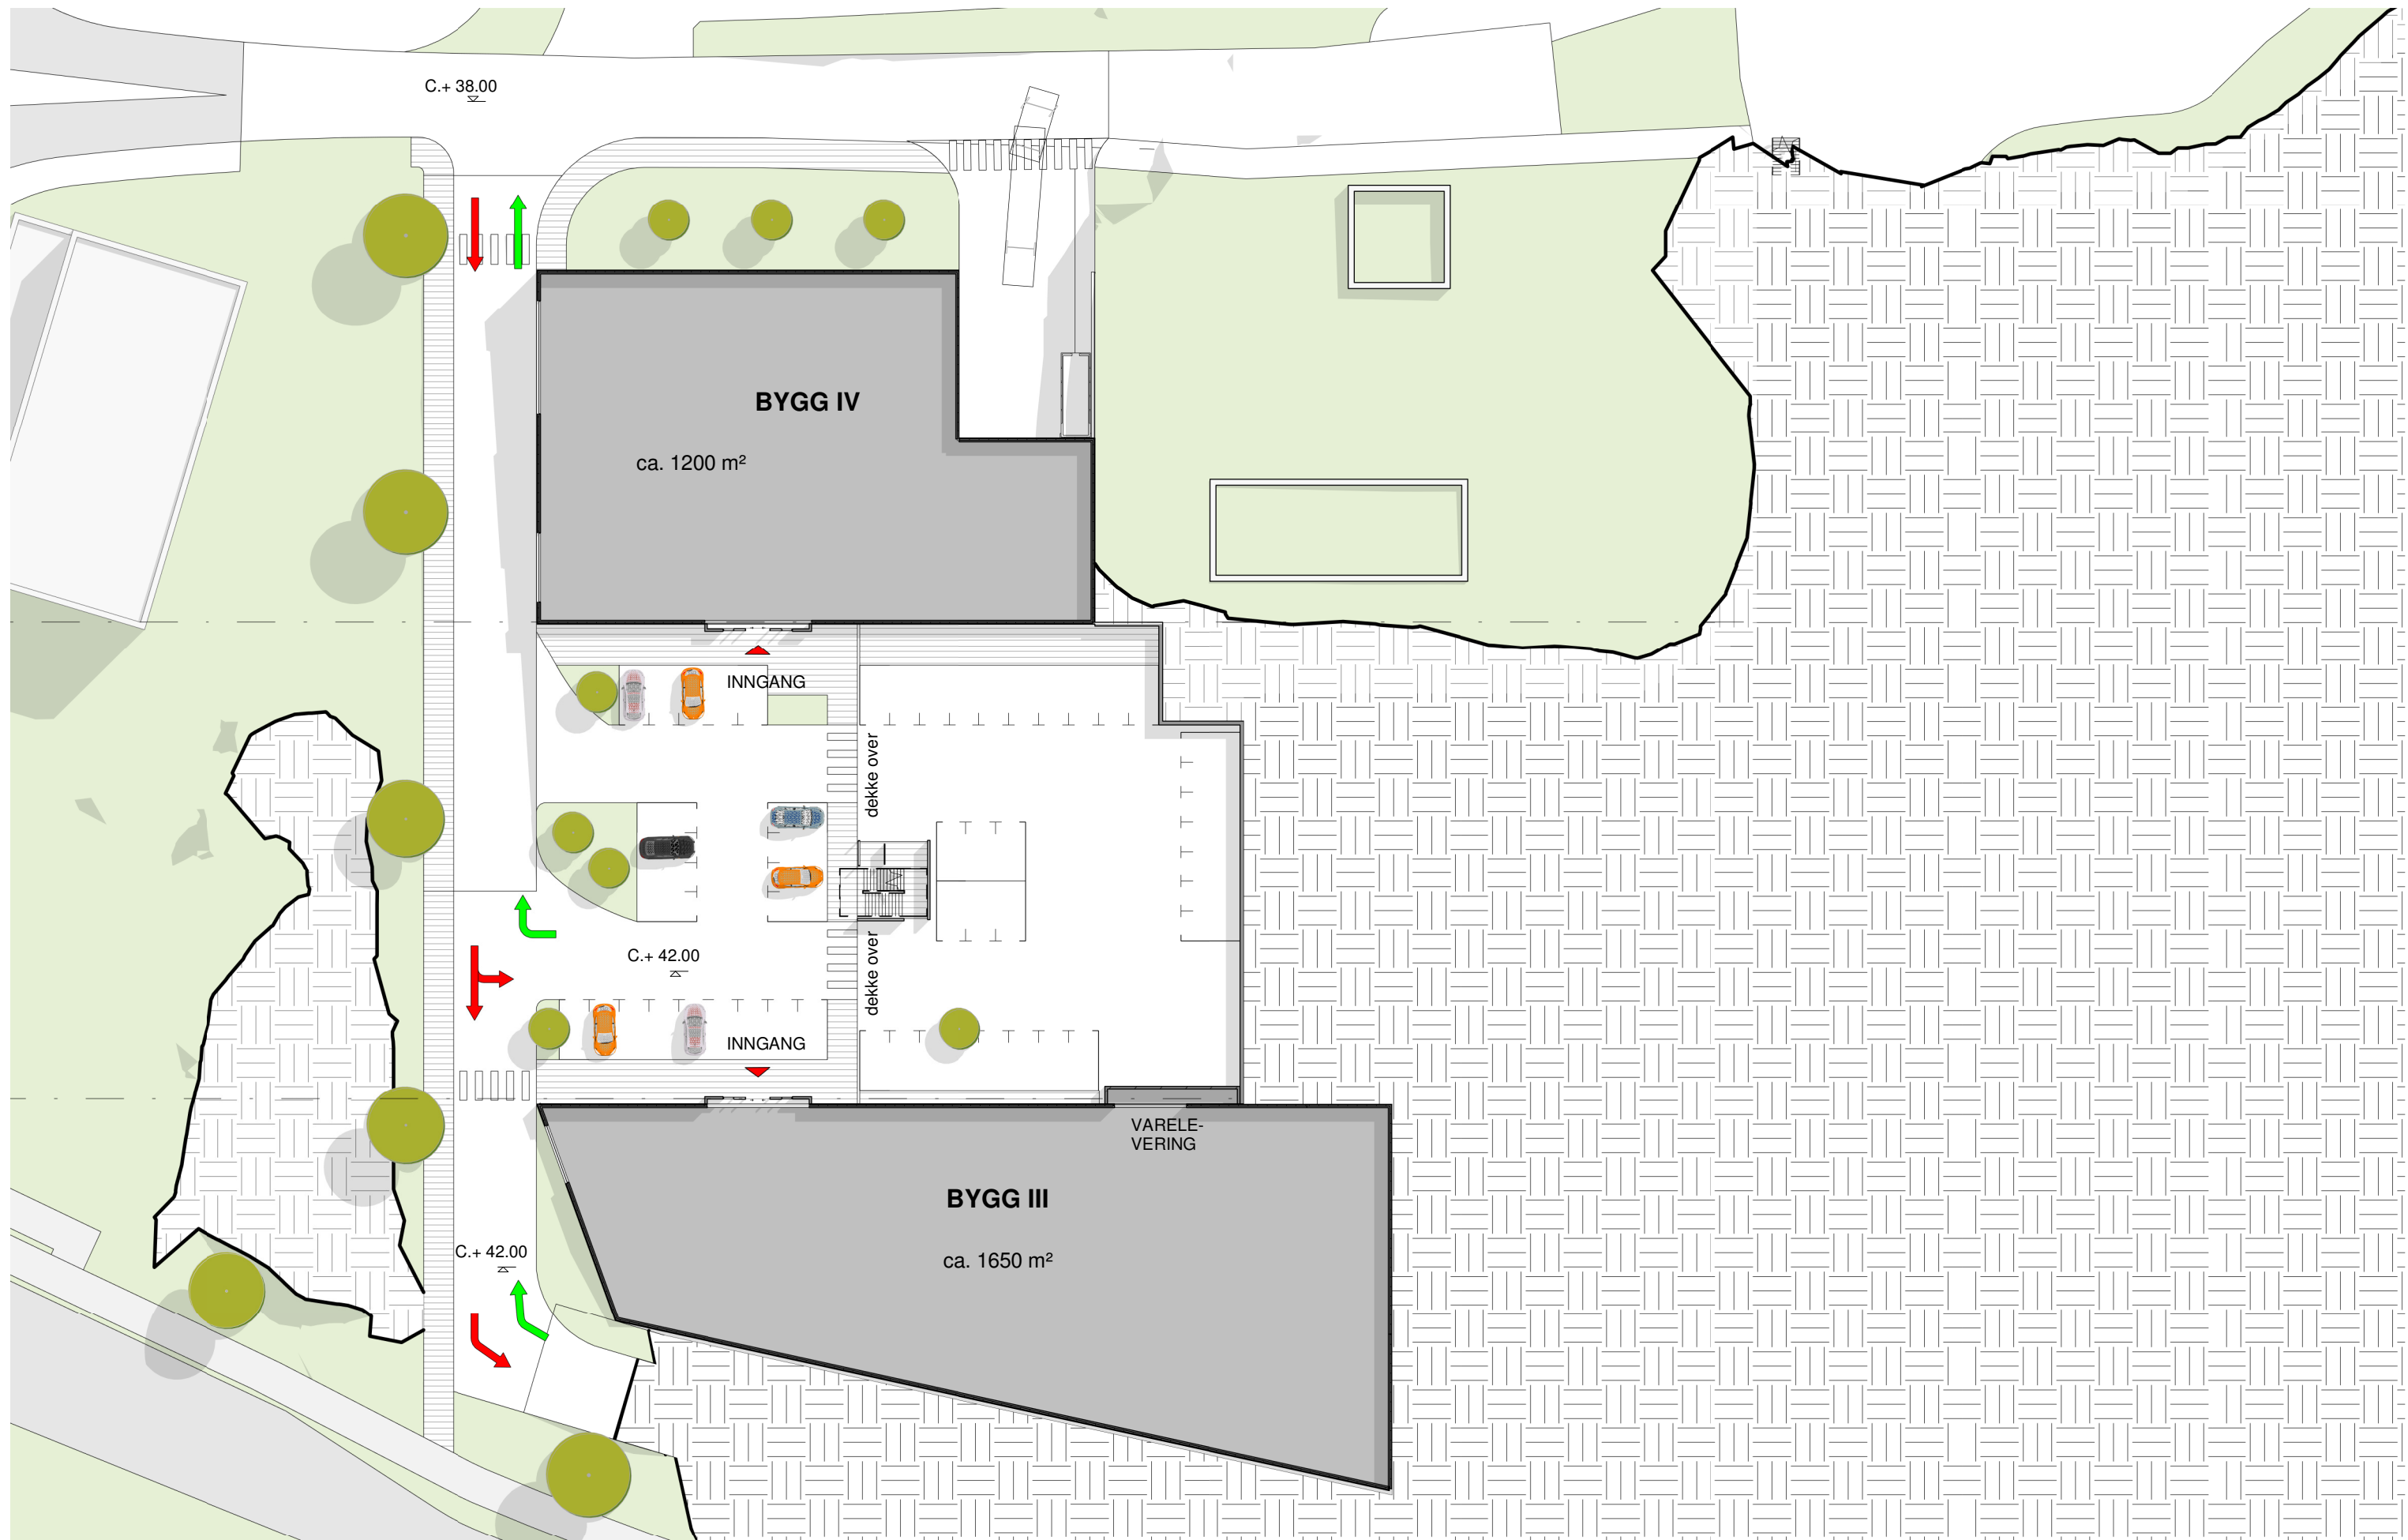 C.+ 38.00
BYGG IV
ca. 1200 m²
INNGANG
dekke over
C.+ 42.00
dekke over
INNGANG
VARELE-
VERING
BYGG III
C.+ 42.00
ca. 1650 m²